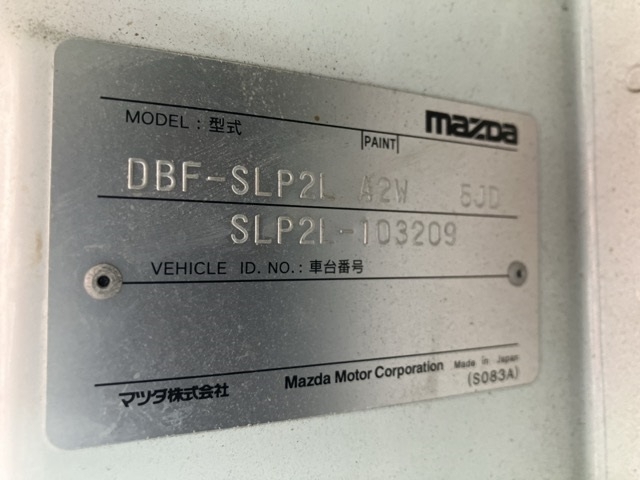 mazda
MODEL : 型式
PAINT
DBF-SLP2L A2W 5JD
SLP2L-103209
VEHICLE ID. NO. : 車台番号
マツダ株式会社 Mazda Motor Corporation Made in Japan
(S083A)